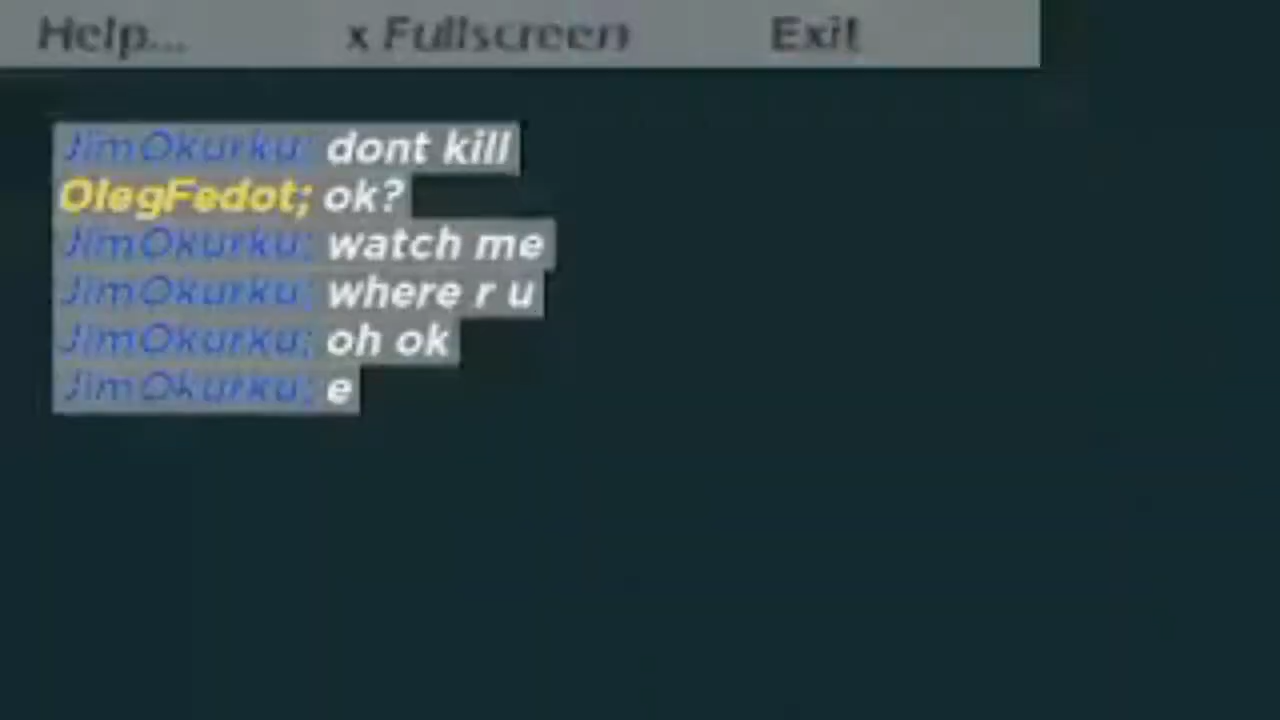 Help... x Fullscreen Exit
JimOkurku; dont kill
OlegFedot; ok?
JimOkurku; watch me
JimOkurku; where r u
JimOkurku; oh ok
JimOkurku; e